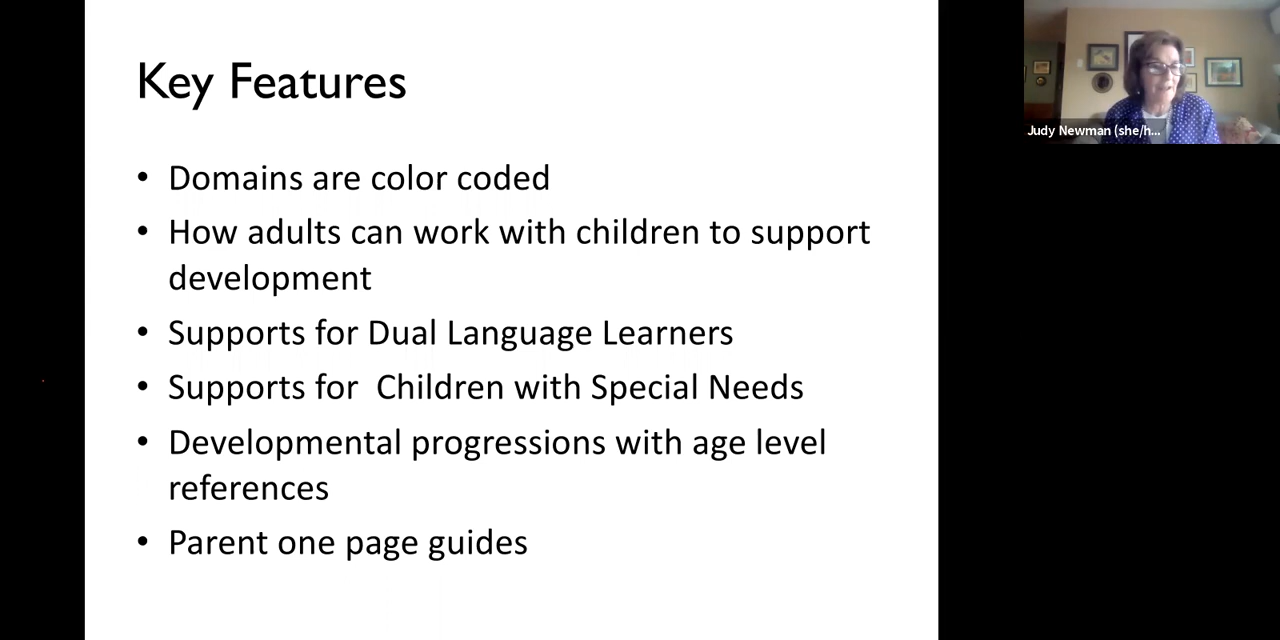 Key Features
• Domains are color coded
• How adults can work with children to support
development
• Supports for Dual Language Learners
• Supports for  Children with Special Needs
• Developmental progressions with age level
references
• Parent one page guides
Judy Newman (she/h...